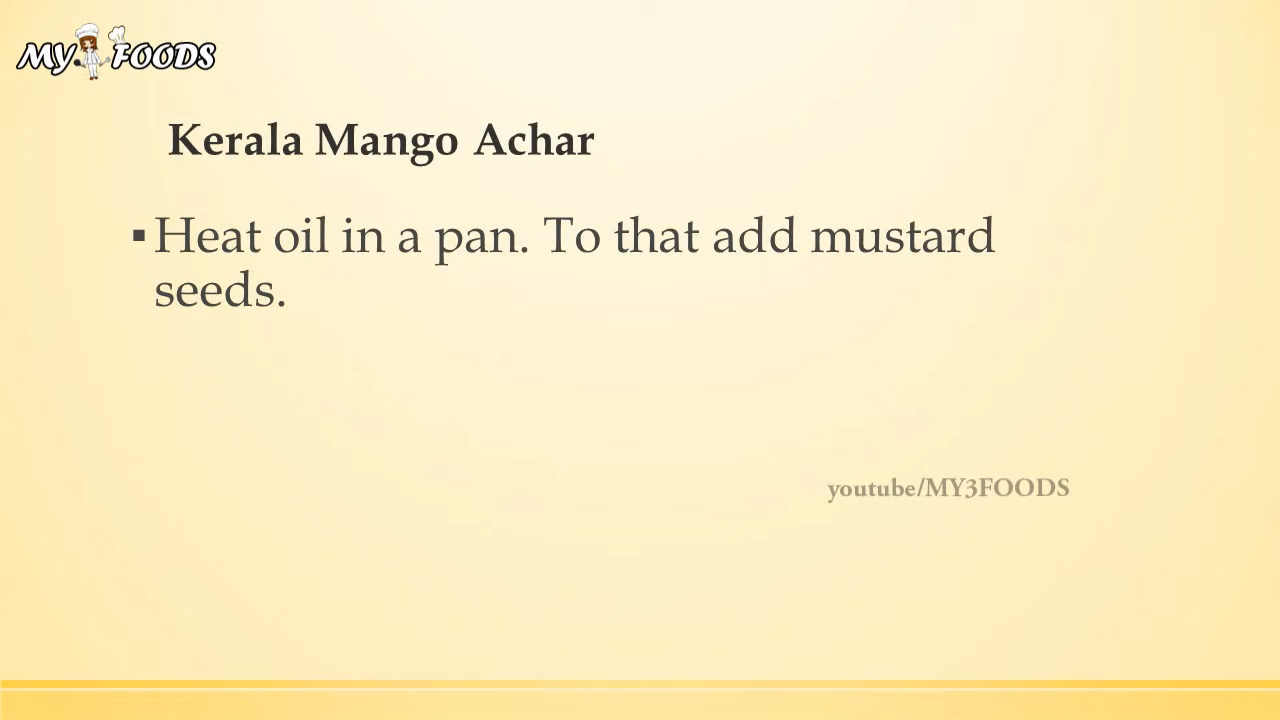 MY FOODS
Kerala Mango Achar
▪Heat oil in a pan. To that add mustard
seeds.
youtube/MY3FOODS